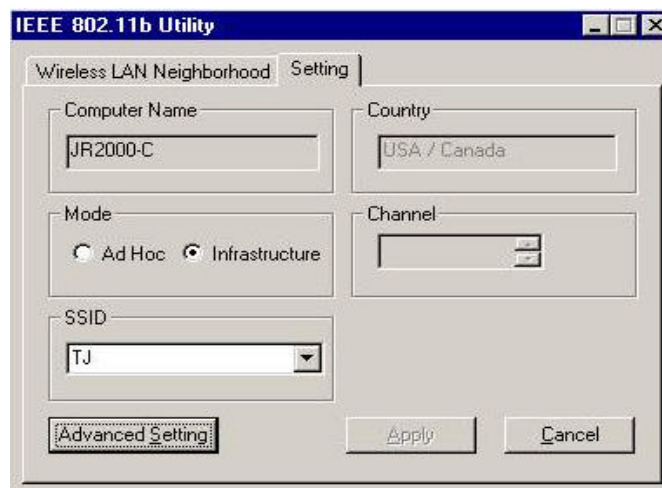 IEEE 802.11b Utility
Wireless LAN Neighborhood Setting
Computer Name
JR2000-C
Country
USA / Canada
Mode
Ad Hoc Infrastructure
Channel
SSID
TJ
Advanced Setting Apply Cancel